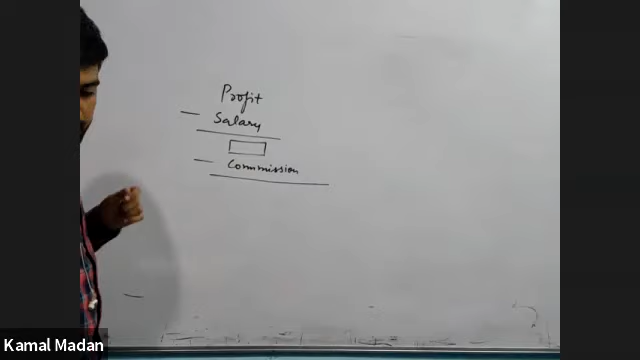 Profit
— Salary
— Commission
Kamal Madan